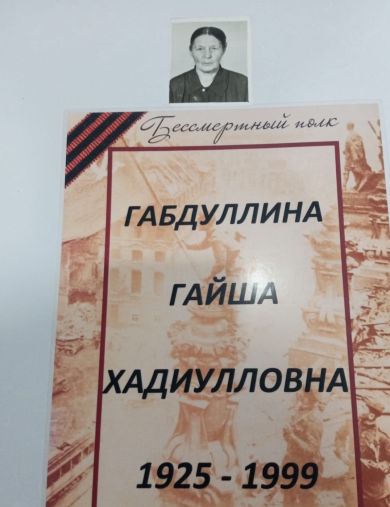 Бессмертный полк
ГАБДУЛЛИНА
ГАЙША
ХАДИУЛЛОВНА
1925 - 1999